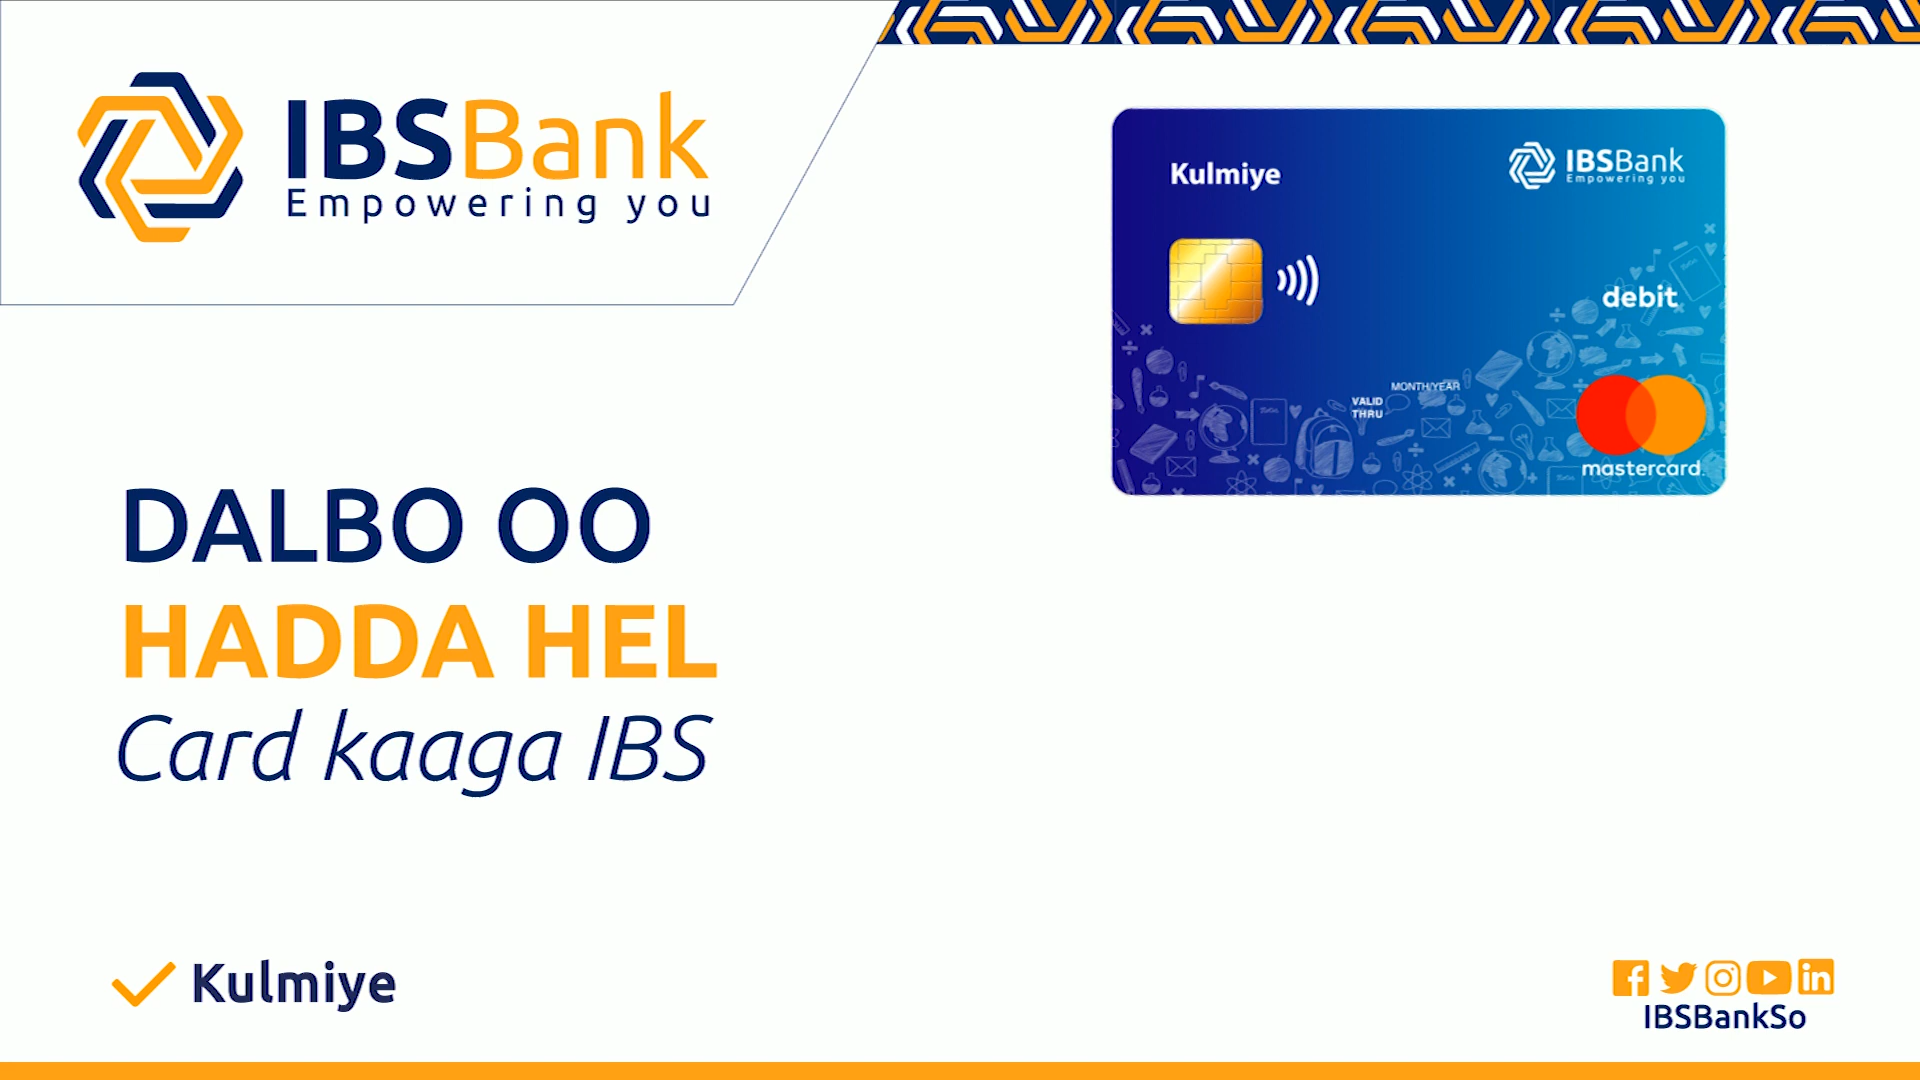 IBSBank
Empowering you
Kulmiye
IBSBank
Empowering you
debit
MONTH/YEAR
VALID
THRU
mastercard.
DALBO OO
HADDA HEL
Card kaaga IBS
Kulmiye
IBSBankSo